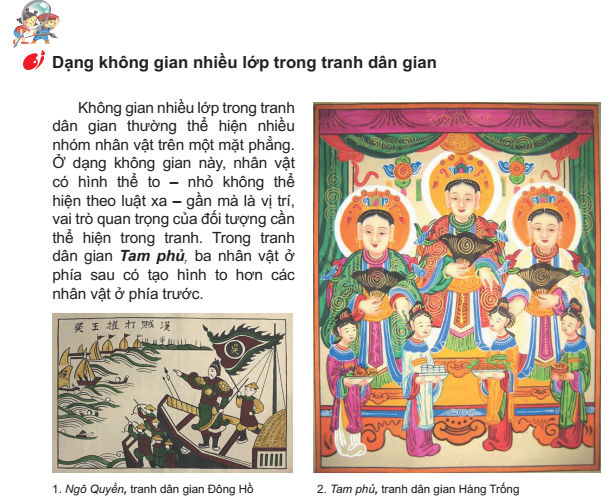 Dạng không gian nhiều lớp trong tranh dân gian
Không gian nhiều lớp trong tranh
dân gian thường thể hiện nhiều
nhóm nhân vật trên một mặt phẳng.
Ở dạng không gian này, nhân vật
có hình thể to – nhỏ không thể
hiện theo luật xa – gần mà là vị trí,
vai trò quan trọng của đối tượng cần
thể hiện trong tranh. Trong tranh
dân gian Tam phủ, ba nhân vật ở
phía sau có tạo hình to hơn các
nhân vật ở phía trước.
1. Ngô Quyền, tranh dân gian Đông Hồ
2. Tam phủ, tranh dân gian Hàng Trống